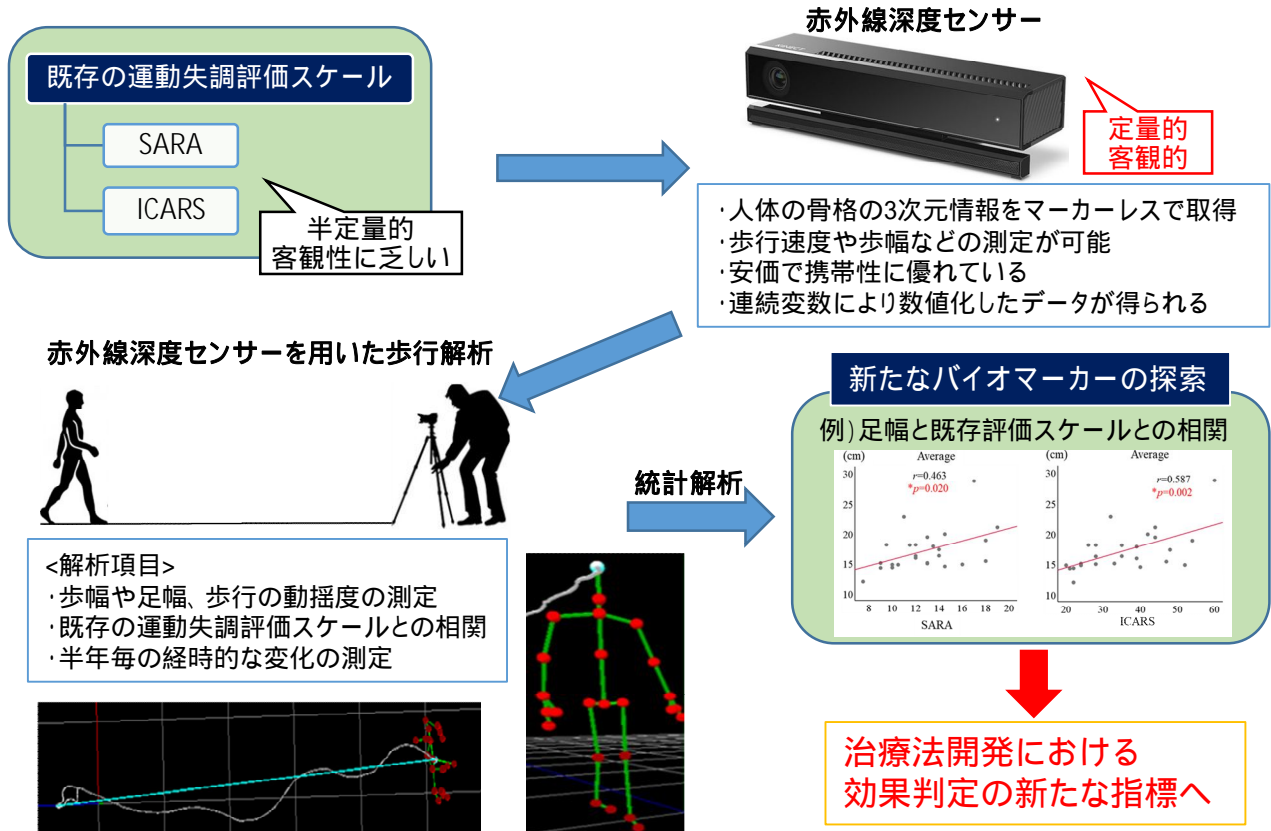 既存の運動失調評価スケール
SARA
ICARS
半定量的
客観性に乏しい
赤外線深度センサー
定量的
客観的
･人体の骨格の3次元情報をマーカーレスで取得
･歩行速度や歩幅などの測定が可能
･安価で携帯性に優れている
･連続変数により数値化したデータが得られる
赤外線深度センサーを用いた歩行解析
<解析項目>
･歩幅や足幅、歩行の動揺度の測定
･既存の運動失調評価スケールとの相関
･半年毎の経時的な変化の測定
統計解析
新たなバイオマーカーの探索
例)足幅と既存評価スケールとの相関
(cm) Average
r=0.463
*p=0.020
30
25
20
15
10
8 10 12 14 16 18 20
SARA
(cm) Average
r=0.587
*p=0.002
30
25
20
15
10
20 30 40 50 60
ICARS
治療法開発における
効果判定の新たな指標へ